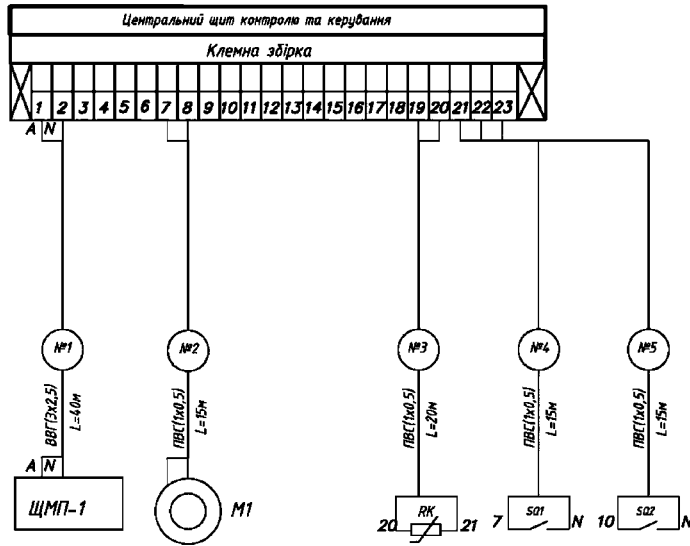 Центральний щит контролю та керування
Клемна збірка
1 2 3 4 5 6 7 8 9 10 11 12 13 14 15 16 17 18 19 20 21 22 23
A N
№1 №2 №3 №4 №5
ВВГ(3х2,5)
L=40м
ПВС(1х0,5)
L=15м
ПВС(1х0,5)
L=20м
ПВС(1х0,5)
L=15м
ПВС(1х0,5)
L=15м
A N
ЩМП-1
М1
RK
20 21
SQ1
7 N
SQ2
10 N